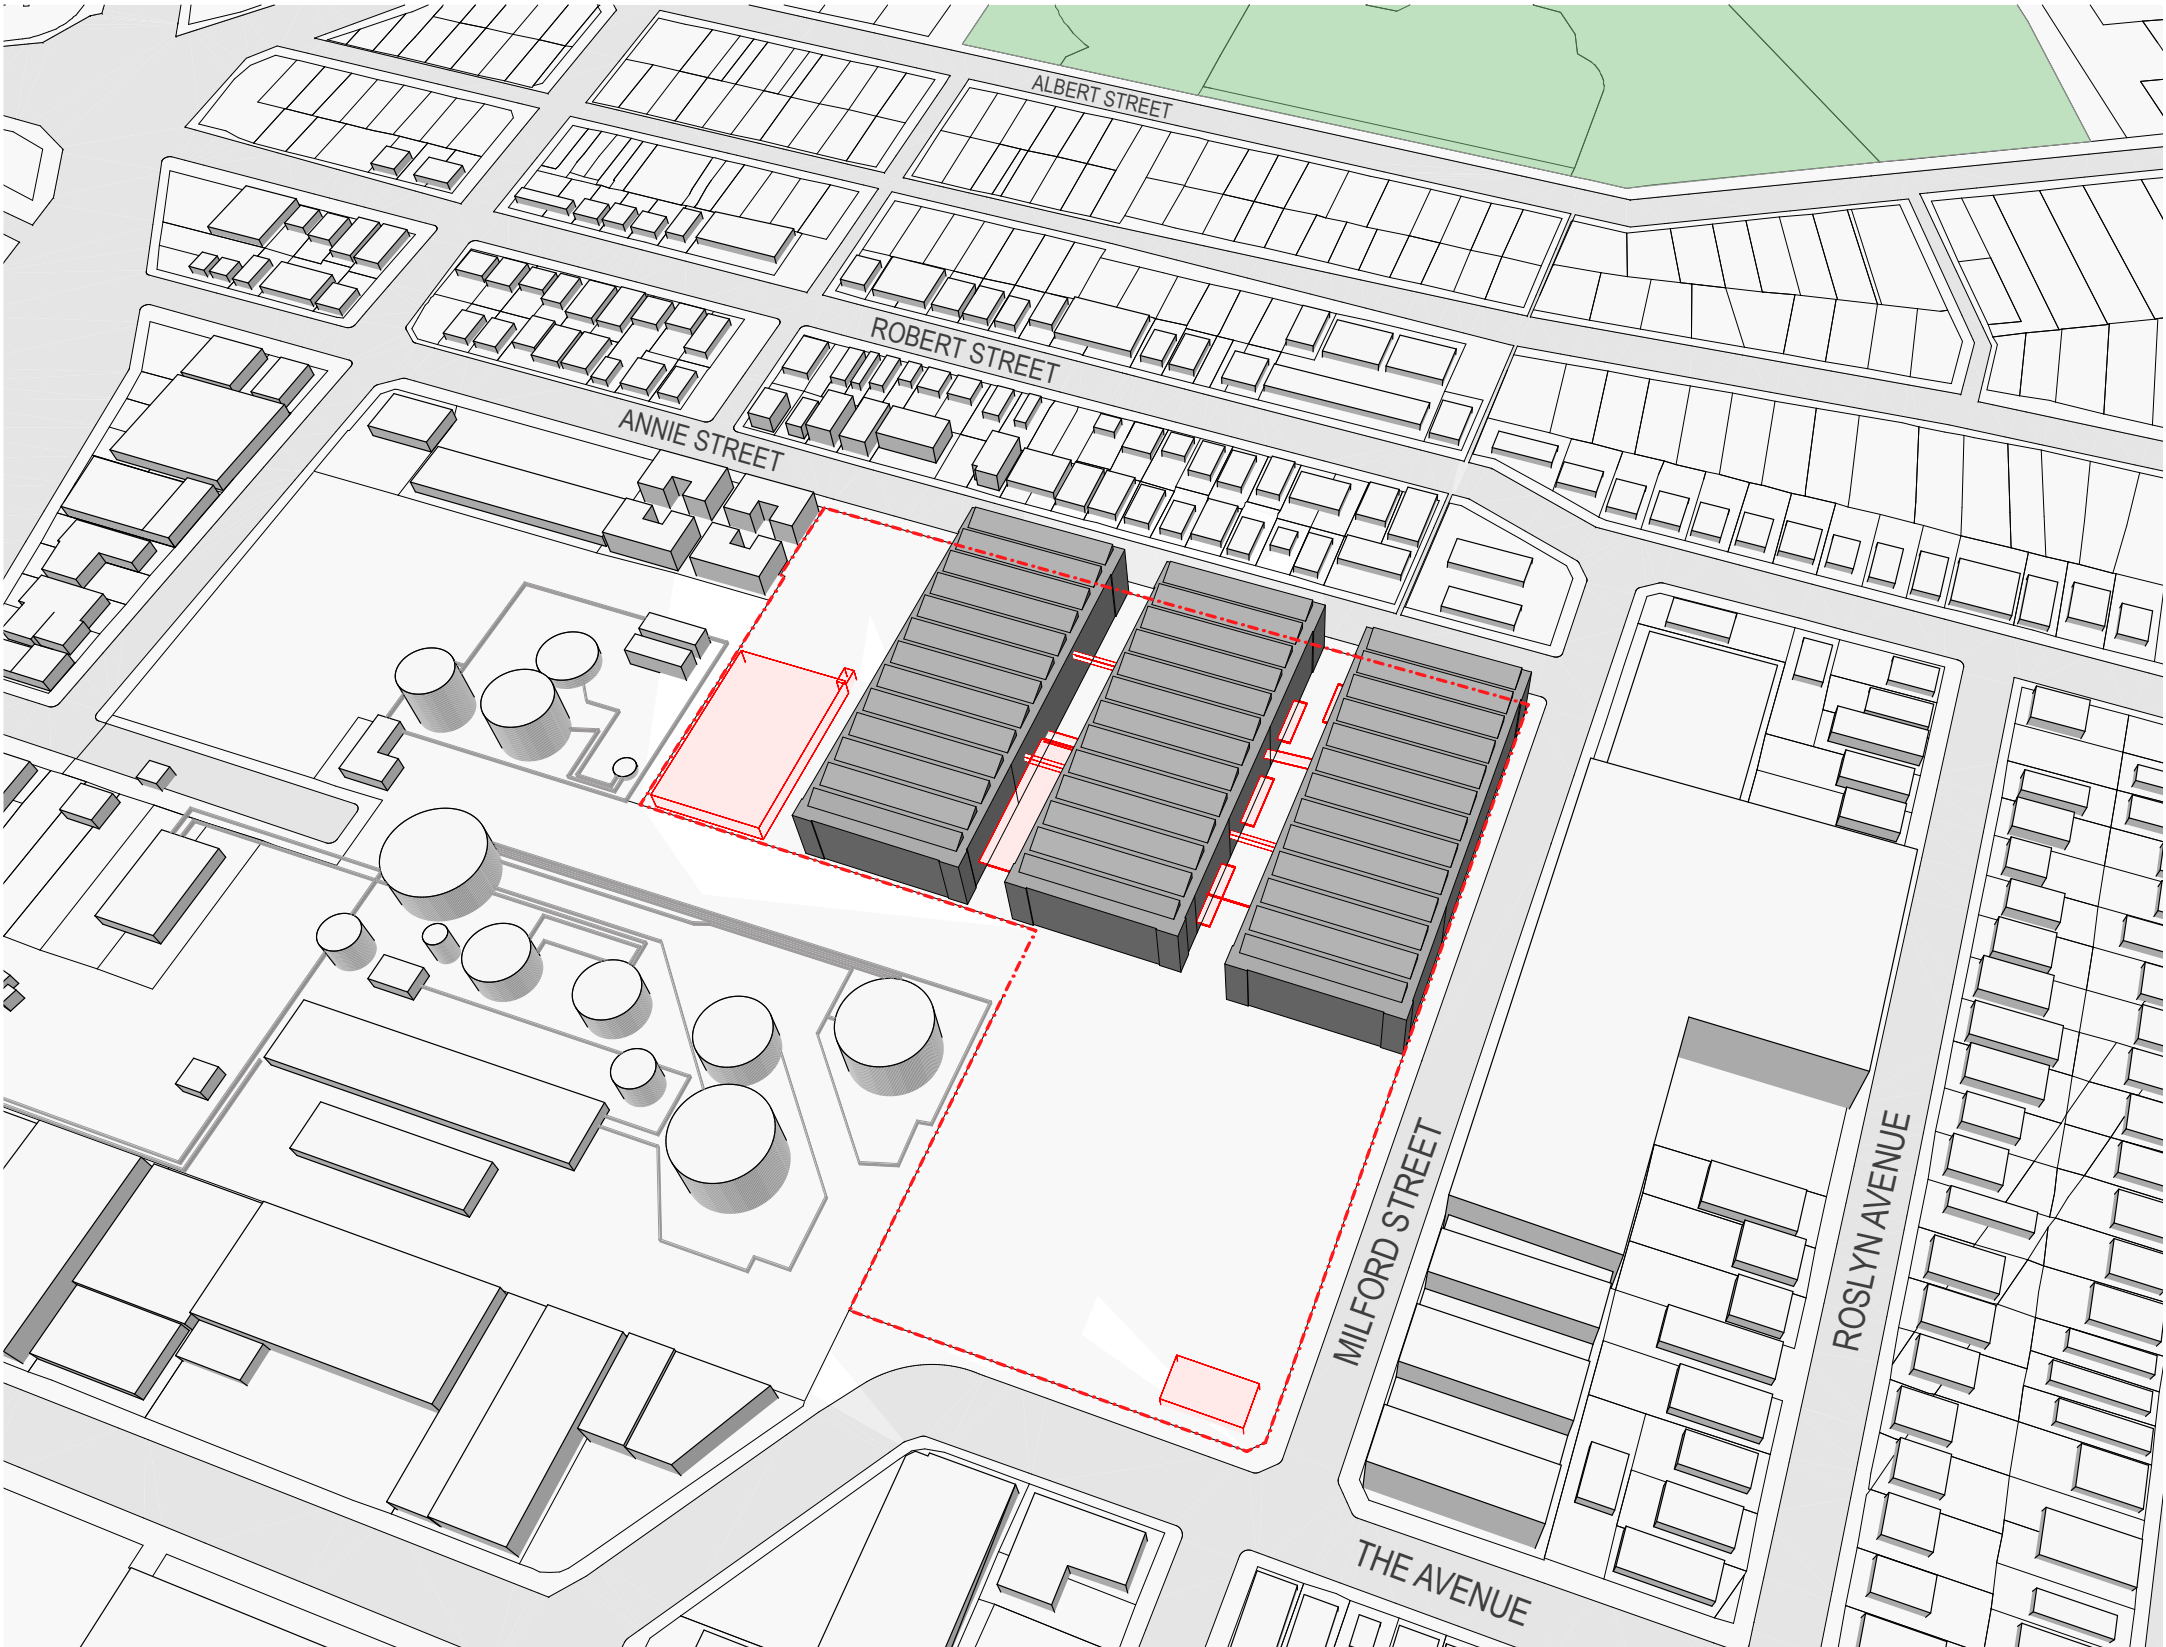 ALBERT STREET
ROBERT STREET
ANNIE STREET
MILFORD STREET
ROSLYN AVENUE
THE AVENUE